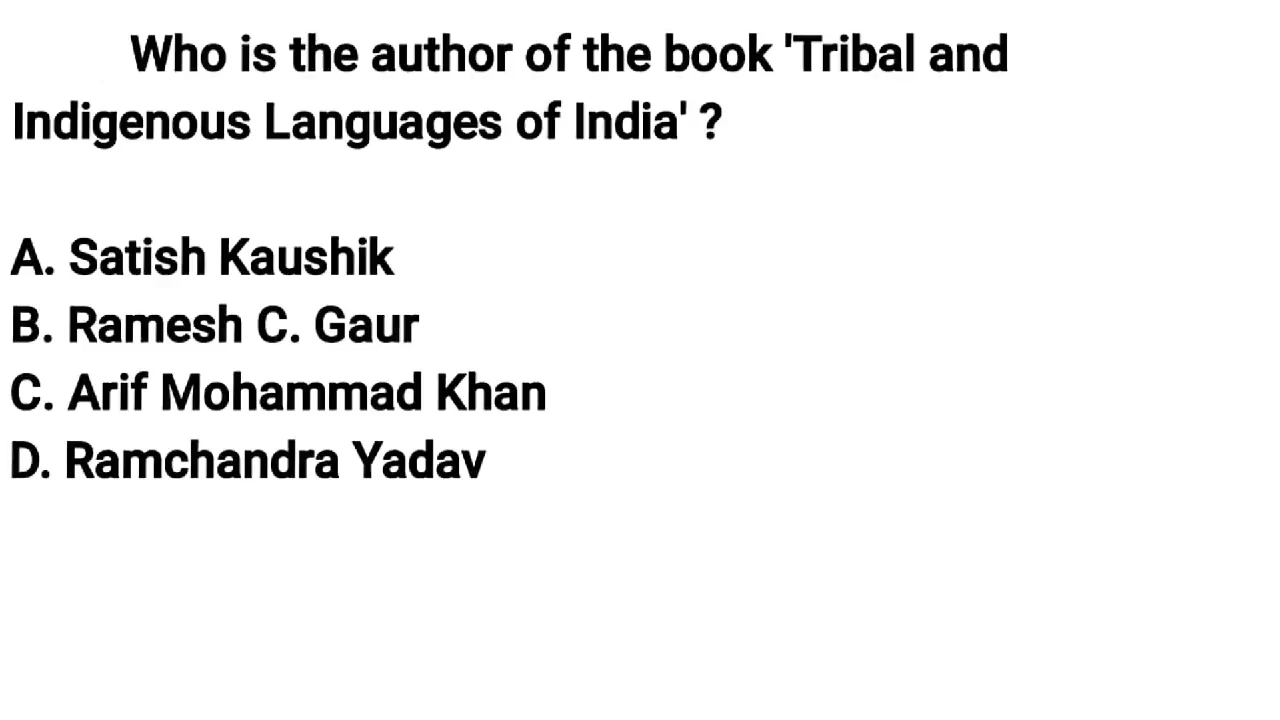 Who is the author of the book 'Tribal and
Indigenous Languages of India' ?
A. Satish Kaushik
B. Ramesh C. Gaur
C. Arif Mohammad Khan
D. Ramchandra Yadav